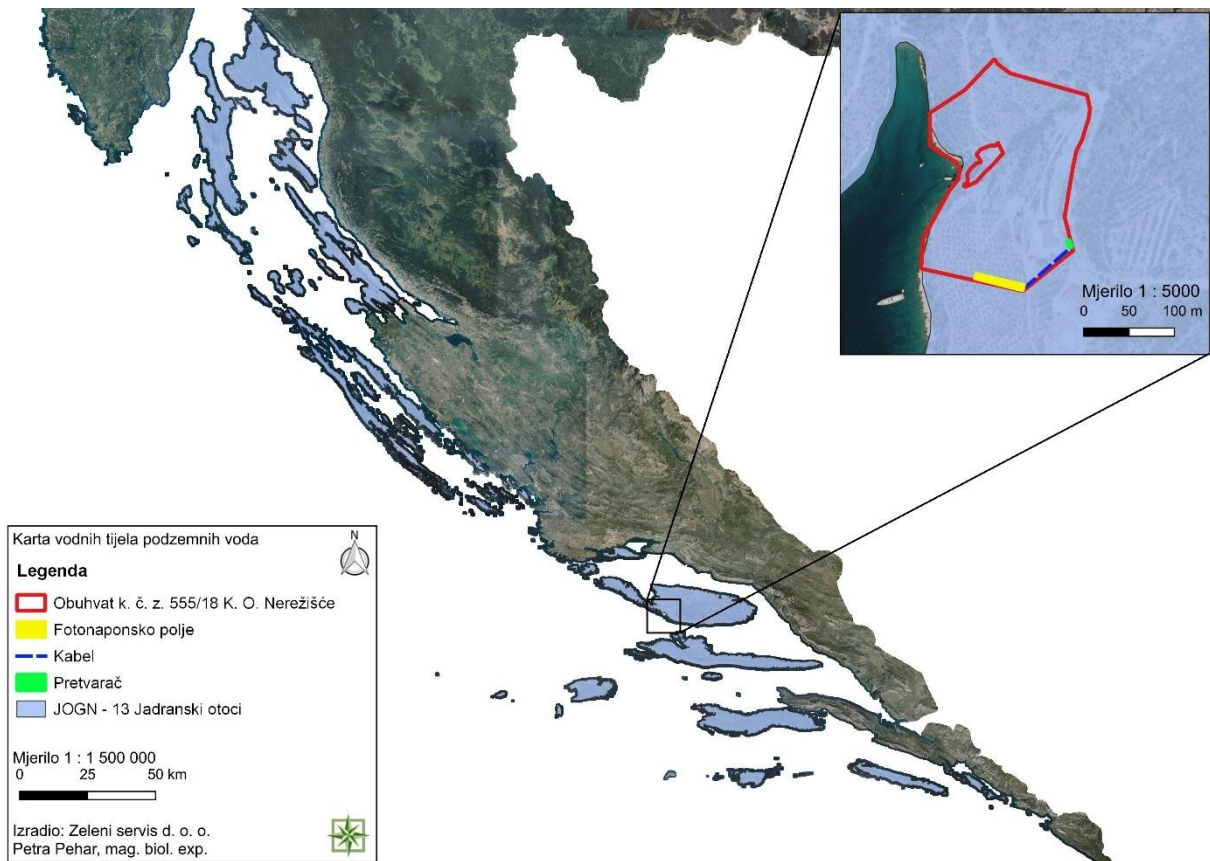 Mjerilo 1 : 5000
0 50 100 m
Karta vodnih tijela podzemnih voda
N
Legenda
Obuhvat k. č. z. 555/18 K. O. Nerežišće
Fotonaponsko polje
Kabel
Pretvarač
JOGN - 13 Jadranski otoci
Mjerilo 1 : 1 500 000
0 25 50 km
Izradio: Zeleni servis d. o. o.
Petra Pehar, mag. biol. exp.